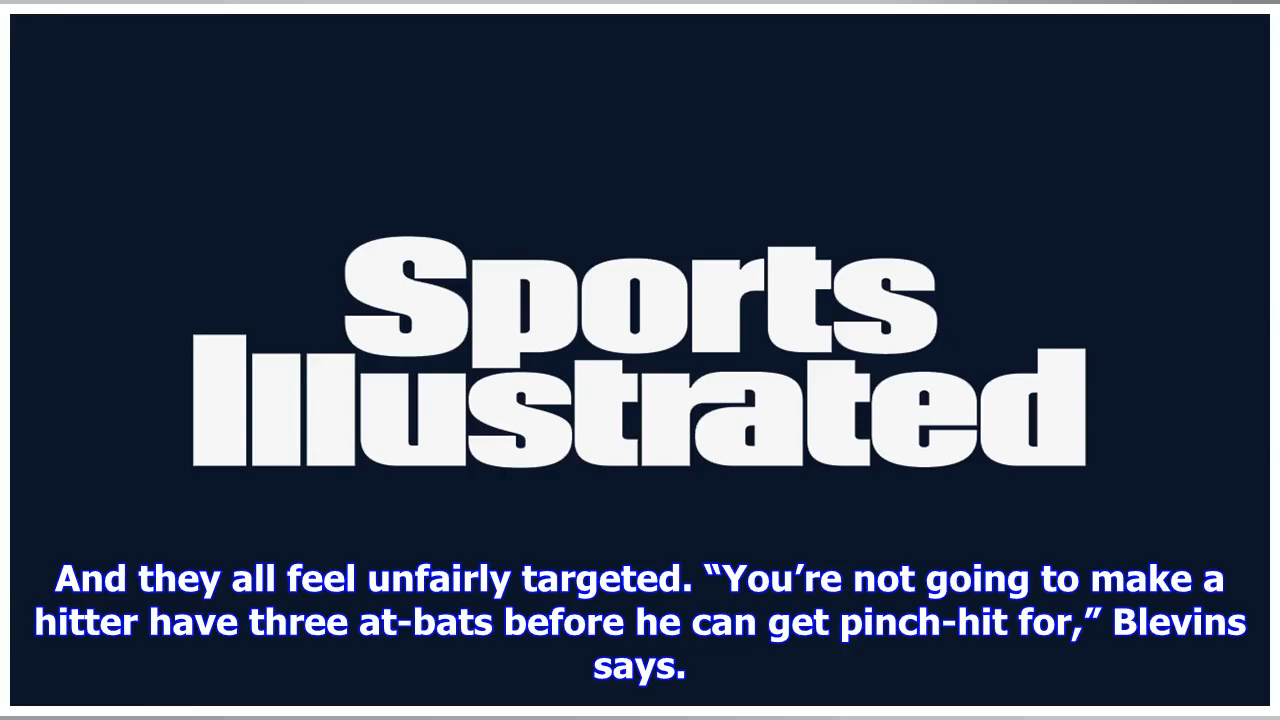 Sports
Illustrated
And they all feel unfairly targeted. “You’re not going to make a
hitter have three at-bats before he can get pinch-hit for,” Blevins
says.